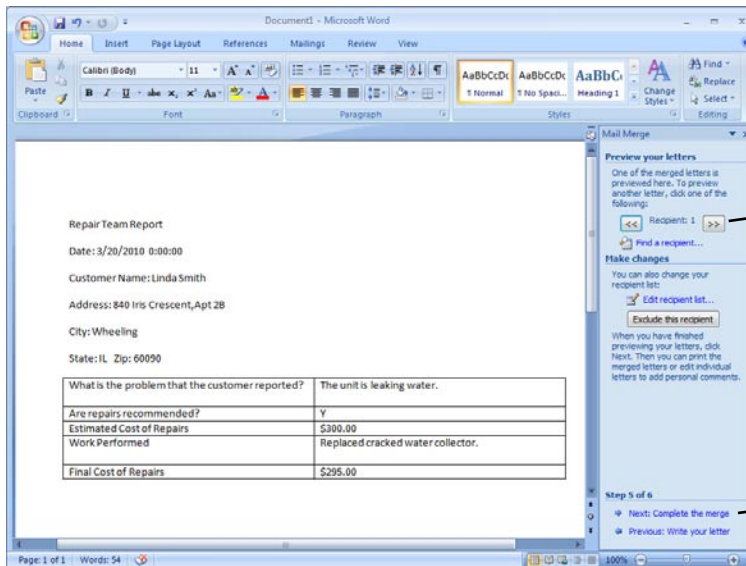 Document1 - Microsoft Word
Home Insert Page Layout References Mailings Review View
Paste
Calibri (Body) 11
B I U abc x, x² Aa A
AaBbCcDc AaBbCcDc AaBbC
¶ Normal ¶ No Spaci... Heading 1
Change Styles
Find
Replace
Select
Clipboard Font Paragraph Styles Editing
Repair Team Report
Date: 3/20/2010 0:00:00
Customer Name: Linda Smith
Address: 840 Iris Crescent,Apt 2B
City: Wheeling
State: IL Zip: 60090
What is the problem that the customer reported? The unit is leaking water.
Are repairs recommended? Y
Estimated Cost of Repairs $300.00
Work Performed Replaced cracked water collector.
Final Cost of Repairs $295.00
Mail Merge
Preview your letters
One of the merged letters is
previewed here. To preview
another letter, click one of the
following:
<< Recipient: 1 >>
Find a recipient...
Make changes
You can also change your
recipient list:
Edit recipient list...
Exclude this recipient
When you have finished
previewing your letters, click
Next. Then you can print the
merged letters or edit individual
letters to add personal comments.
Step 5 of 6
Next: Complete the merge
Previous: Write your letter
Page: 1 of 1 Words: 54 100%